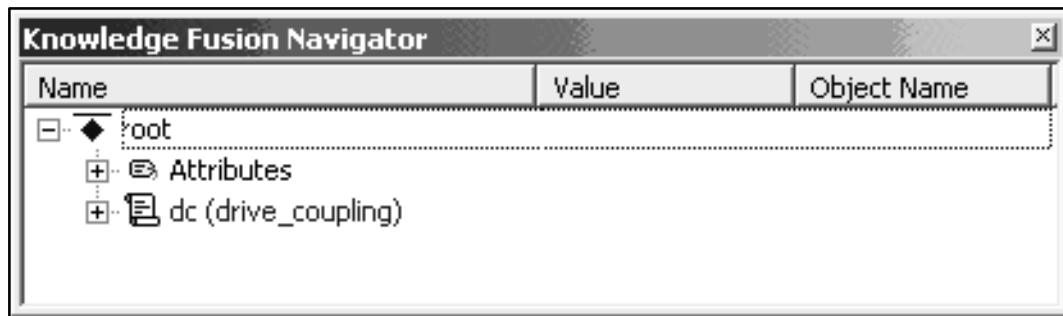 Knowledge Fusion Navigator
Name Value Object Name
root
Attributes
dc (drive_coupling)